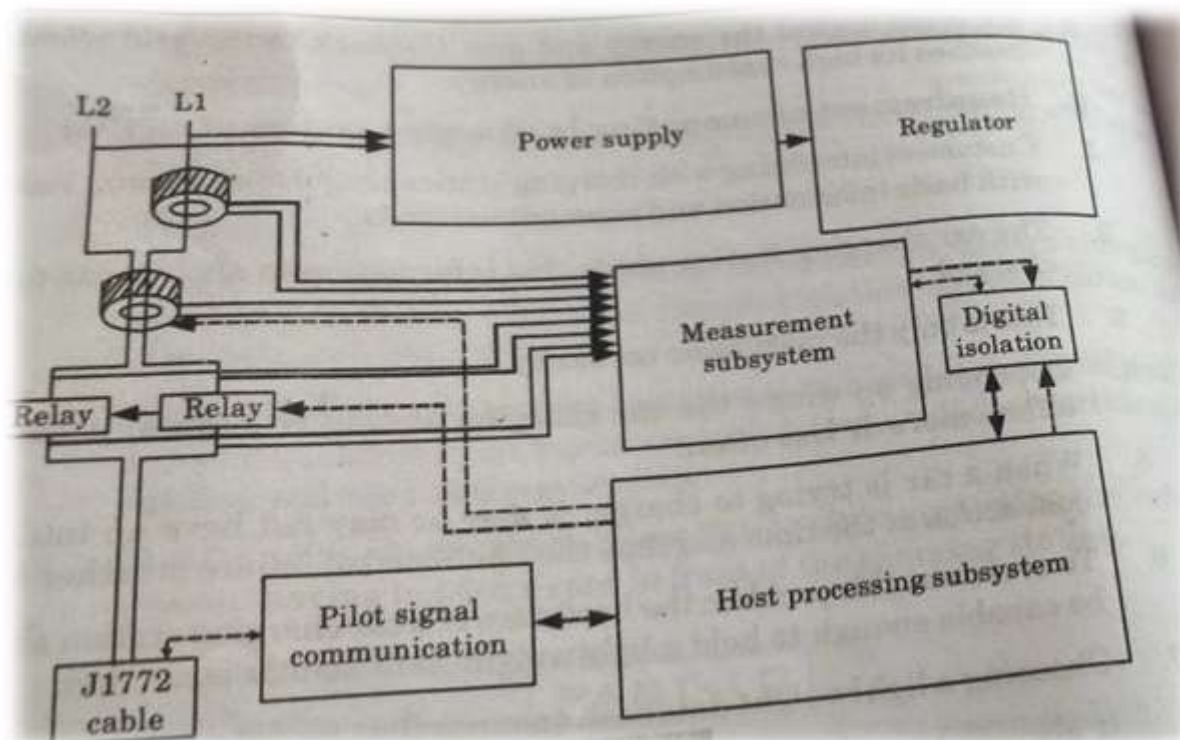 L2
L1
Power supply
Regulator
Measurement
subsystem
Digital
isolation
Relay
Relay
Host processing subsystem
Pilot signal
communication
J1772
cable